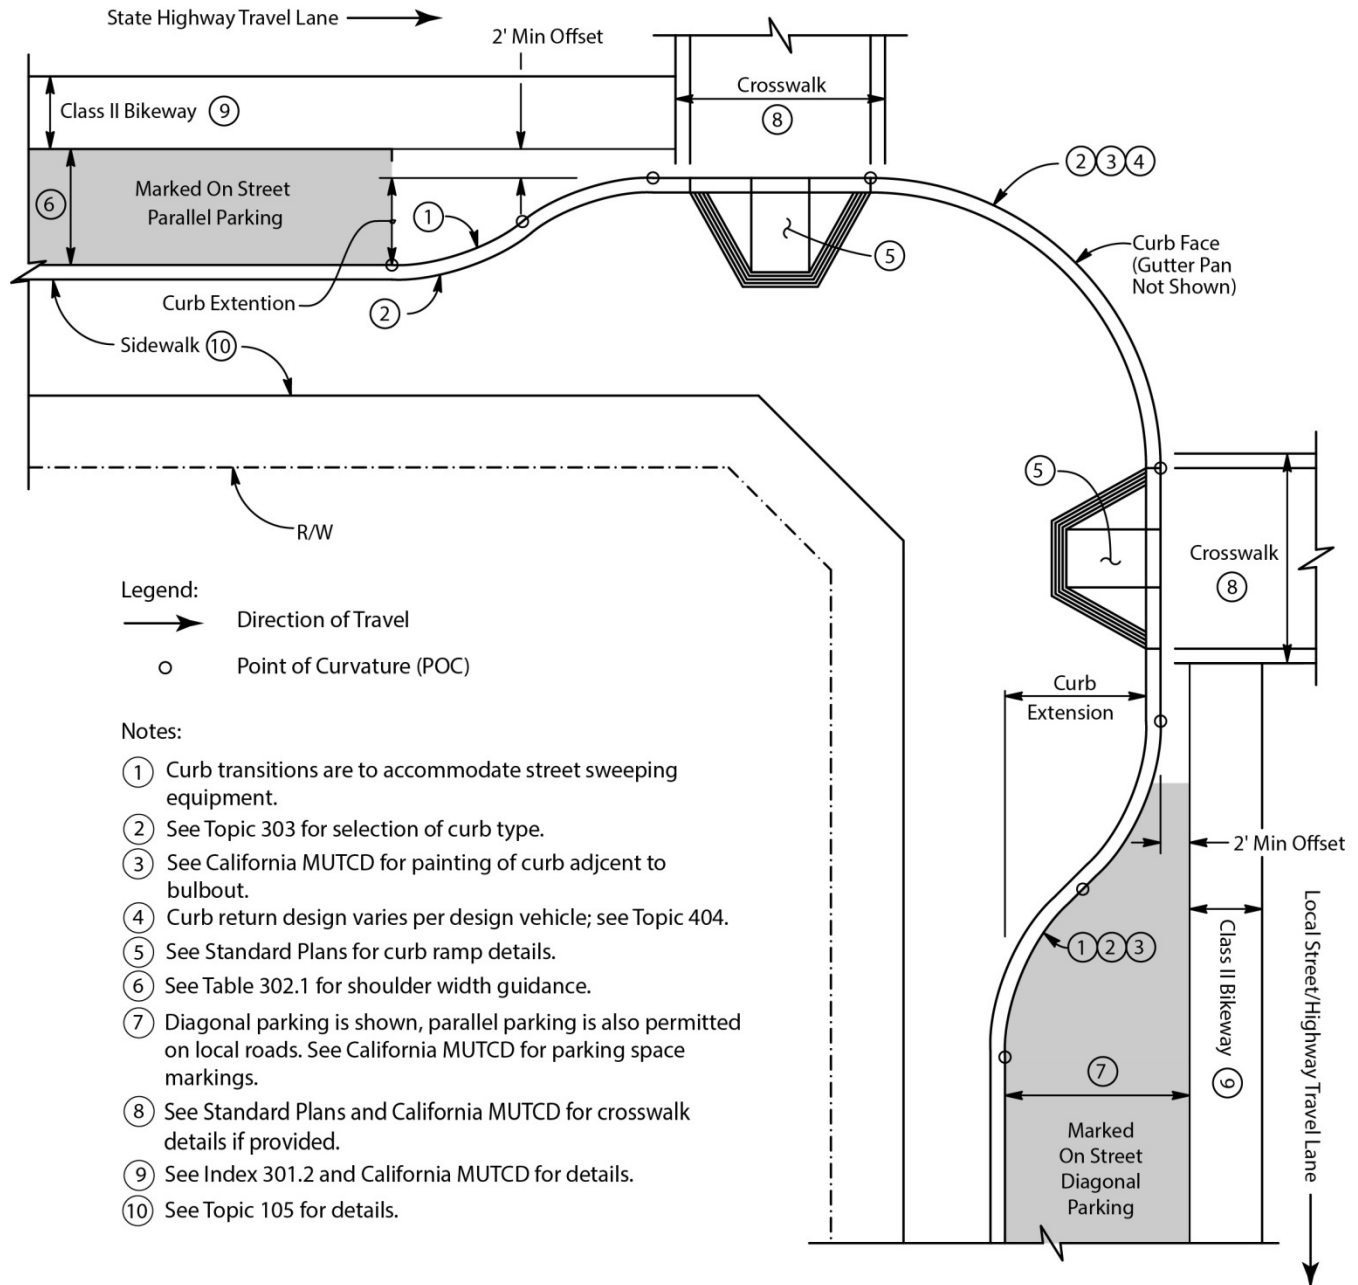 State Highway Travel Lane
2' Min Offset
Class II Bikeway 9
Crosswalk
8
2 3 4
6
Marked On Street
Parallel Parking
1
5
Curb Face
(Gutter Pan
Not Shown)
Curb Extention
2
Sidewalk 10
R/W
5
Crosswalk
8
Legend:
Direction of Travel
Point of Curvature (POC)
Curb
Extension
Notes:
1 Curb transitions are to accommodate street sweeping
equipment.
2 See Topic 303 for selection of curb type.
3 See California MUTCD for painting of curb adjcent to
bulbout.
4 Curb return design varies per design vehicle; see Topic 404.
5 See Standard Plans for curb ramp details.
6 See Table 302.1 for shoulder width guidance.
7 Diagonal parking is shown, parallel parking is also permitted
on local roads. See California MUTCD for parking space
markings.
8 See Standard Plans and California MUTCD for crosswalk
details if provided.
9 See Index 301.2 and California MUTCD for details.
10 See Topic 105 for details.
2' Min Offset
1 2 3
7
Marked
On Street
Diagonal
Parking
Class II Bikeway 9
Local Street/Highway Travel Lane